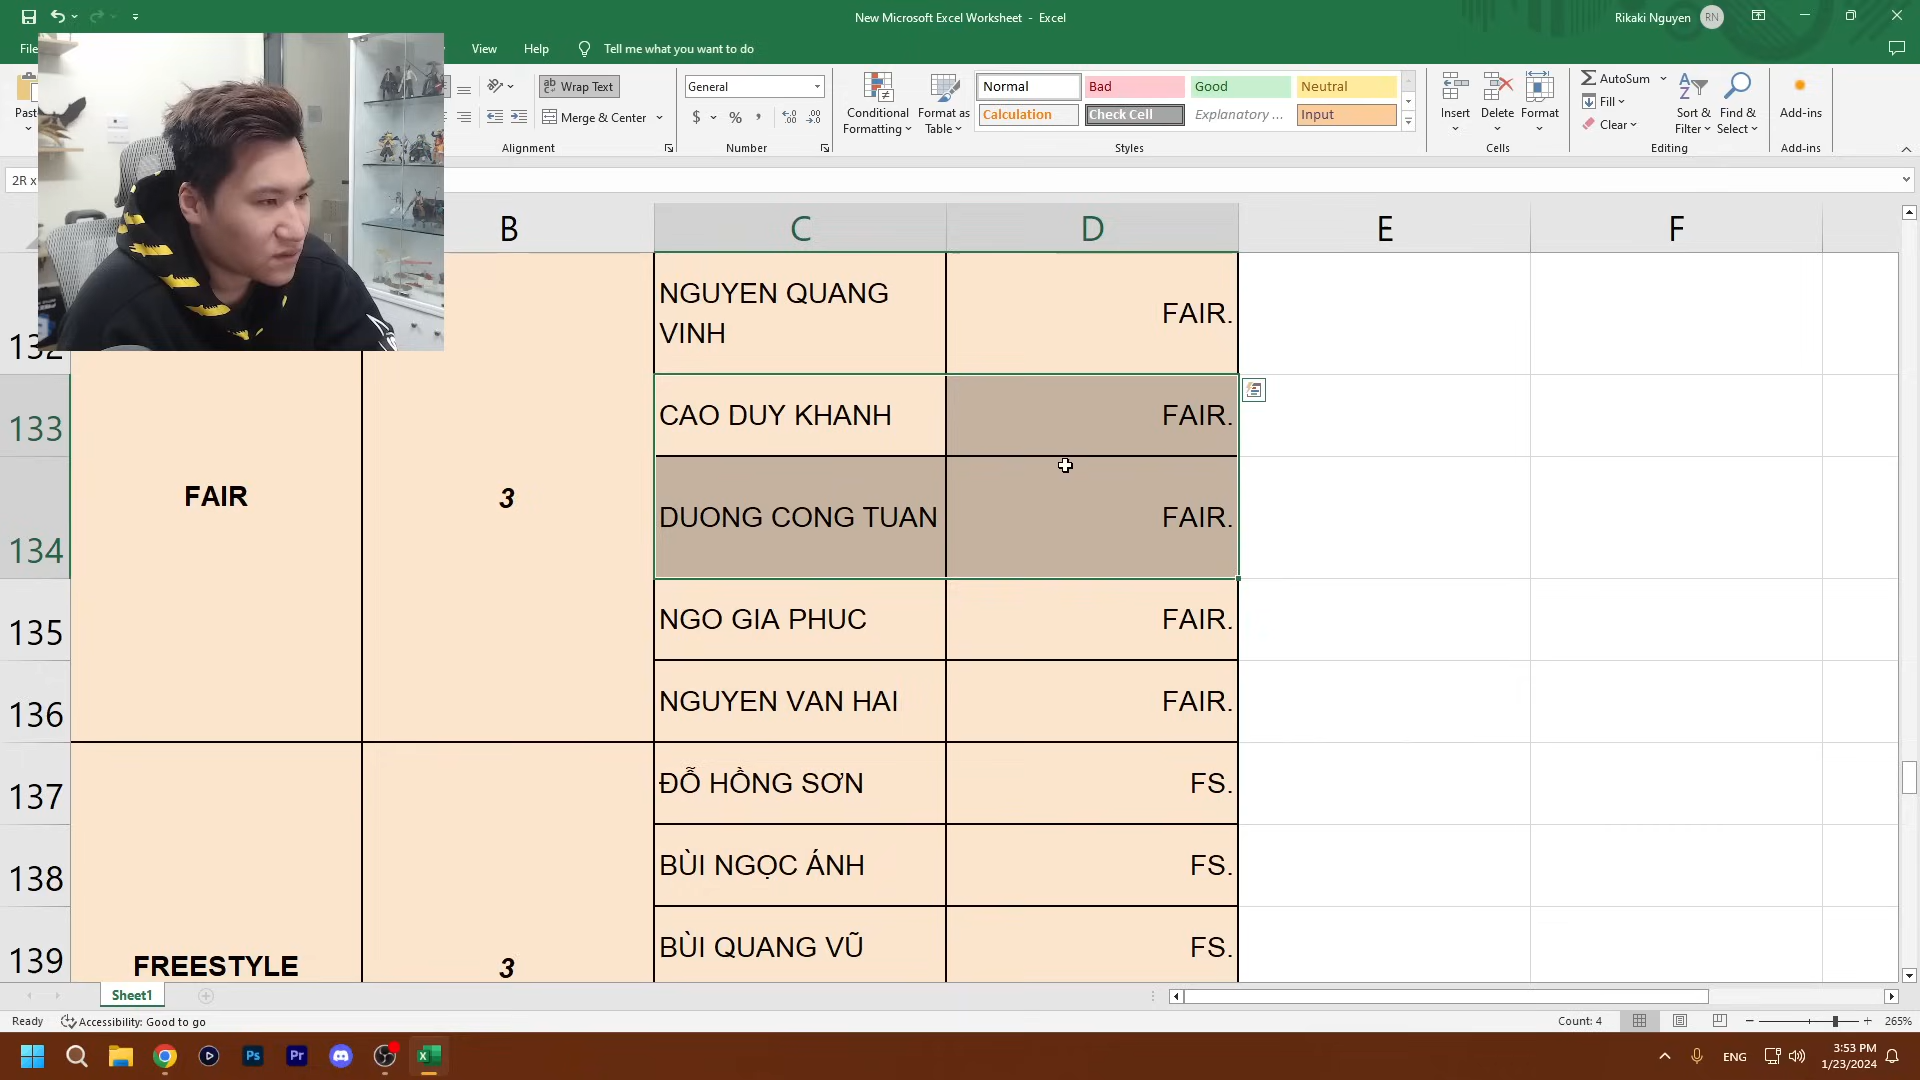 New Microsoft Excel Worksheet - Excel
Rikaki Nguyen RN
File
View Help Tell me what you want to do
Paste
Wrap Text
Merge & Center
Alignment
General
$ % ,
Number
Conditional Formatting
Format as Table
Normal Bad Good Neutral
Calculation Check Cell Explanatory ... Input
Styles
Insert Delete Format
Cells
AutoSum
Fill
Clear
Sort & Filter
Find & Select
Editing
Add-ins
Add-ins
2R x
B C D E F
132 NGUYEN QUANG
VINH FAIR.
133 CAO DUY KHANH FAIR.
FAIR 3
134 DUONG CONG TUAN FAIR.
135 NGO GIA PHUC FAIR.
136 NGUYEN VAN HAI FAIR.
137 ĐỖ HỒNG SƠN FS.
138 BÙI NGỌC ÁNH FS.
139 BÙI QUANG VŨ FS.
FREESTYLE 3
Sheet1
Ready Accessibility: Good to go Count: 4 265%
Ps Pr ENG
3:53 PM
1/23/2024